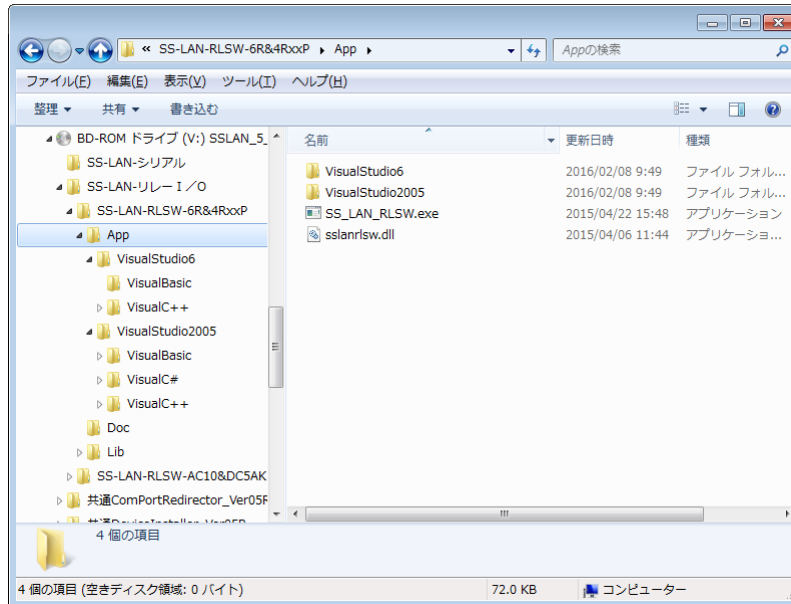 « SS-LAN-RLSW-6R&4RxxP App
Appの検索
ファイル(F) 編集(E) 表示(V) ツール(T) ヘルプ(H)
整理 共有 書き込む
BD-ROM ドライブ (V:) SSLAN_5_
SS-LAN-シリアル
SS-LAN-リレーI/O
SS-LAN-RLSW-6R&4RxxP
App
VisualStudio6
VisualBasic
VisualC++
VisualStudio2005
VisualBasic
VisualC#
VisualC++
Doc
Lib
SS-LAN-RLSW-AC10&DC5AK
共通ComPortRedirector_Ver05F
名前 更新日時 種類
VisualStudio6 2016/02/08 9:49 ファイル フォル...
VisualStudio2005 2016/02/08 9:49 ファイル フォル...
SS_LAN_RLSW.exe 2015/04/22 15:48 アプリケーション
sslanrlsw.dll 2015/04/06 11:44 アプリケーショ...
4 個の項目
4 個の項目 (空きディスク領域: 0 バイト) 72.0 KB コンピューター